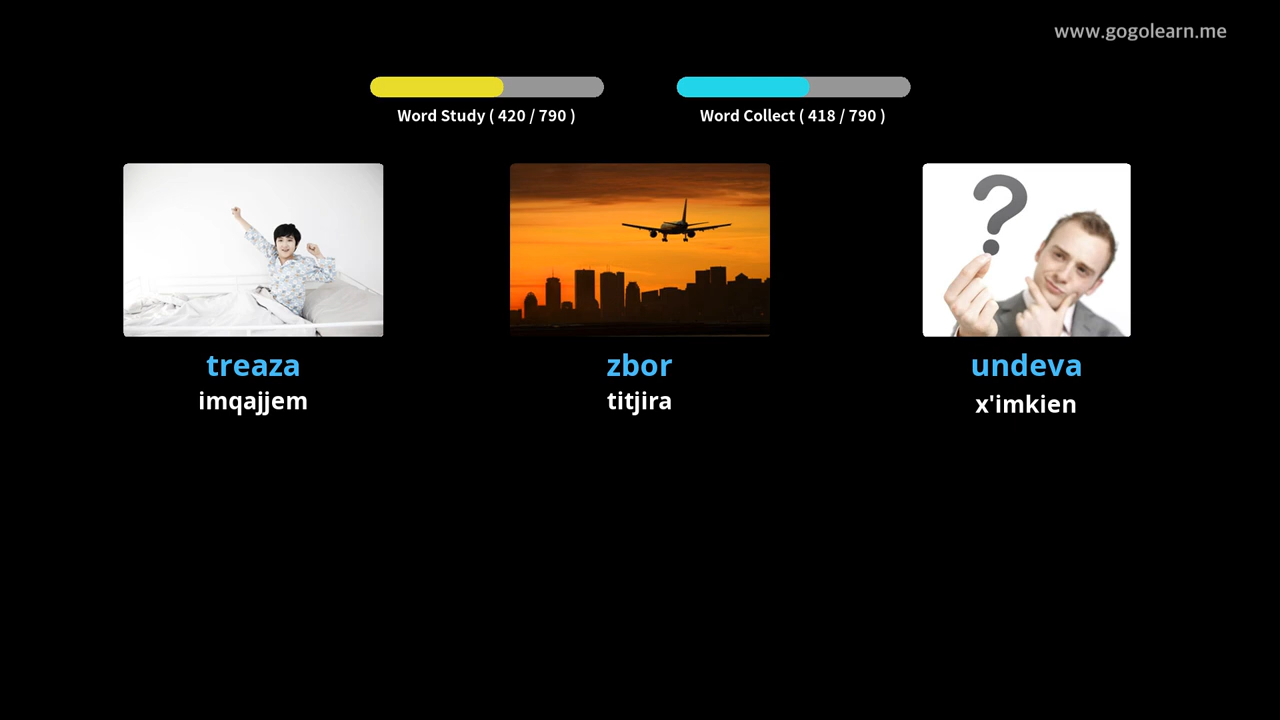 www.gogolearn.me
Word Study ( 420 / 790 )
Word Collect ( 418 / 790 )
treaza
imqajjem
zbor
titjira
undeva
x'imkien